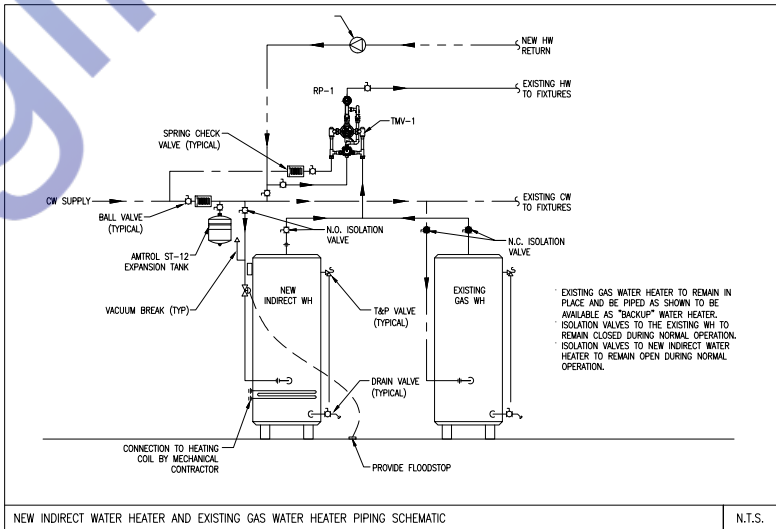 NEW HW
RETURN
EXISTING HW
TO FIXTURES
RP-1
TMV-1
SPRING CHECK
VALVE (TYPICAL)
CW SUPPLY
EXISTING CW
TO FIXTURES
BALL VALVE
(TYPICAL)
N.O. ISOLATION
VALVE
N.C. ISOLATION
VALVE
AMTROL ST-12
EXPANSION TANK
VACUUM BREAK (TYP)
NEW
INDIRECT WH
EXISTING
GAS WH
T&P VALVE
(TYPICAL)
EXISTING GAS WATER HEATER TO REMAIN IN
PLACE AND BE PIPED AS SHOWN TO BE
AVAILABLE AS "BACKUP" WATER HEATER.
ISOLATION VALVES TO THE EXISTING WH TO
REMAIN CLOSED DURING NORMAL OPERATION.
ISOLATION VALVES TO NEW INDIRECT WATER
HEATER TO REMAIN OPEN DURING NORMAL
OPERATION.
DRAIN VALVE
(TYPICAL)
CONNECTION TO HEATING
COIL BY MECHANICAL
CONTRACTOR
PROVIDE FLOODSTOP
NEW INDIRECT WATER HEATER AND EXISTING GAS WATER HEATER PIPING SCHEMATIC
N.T.S.